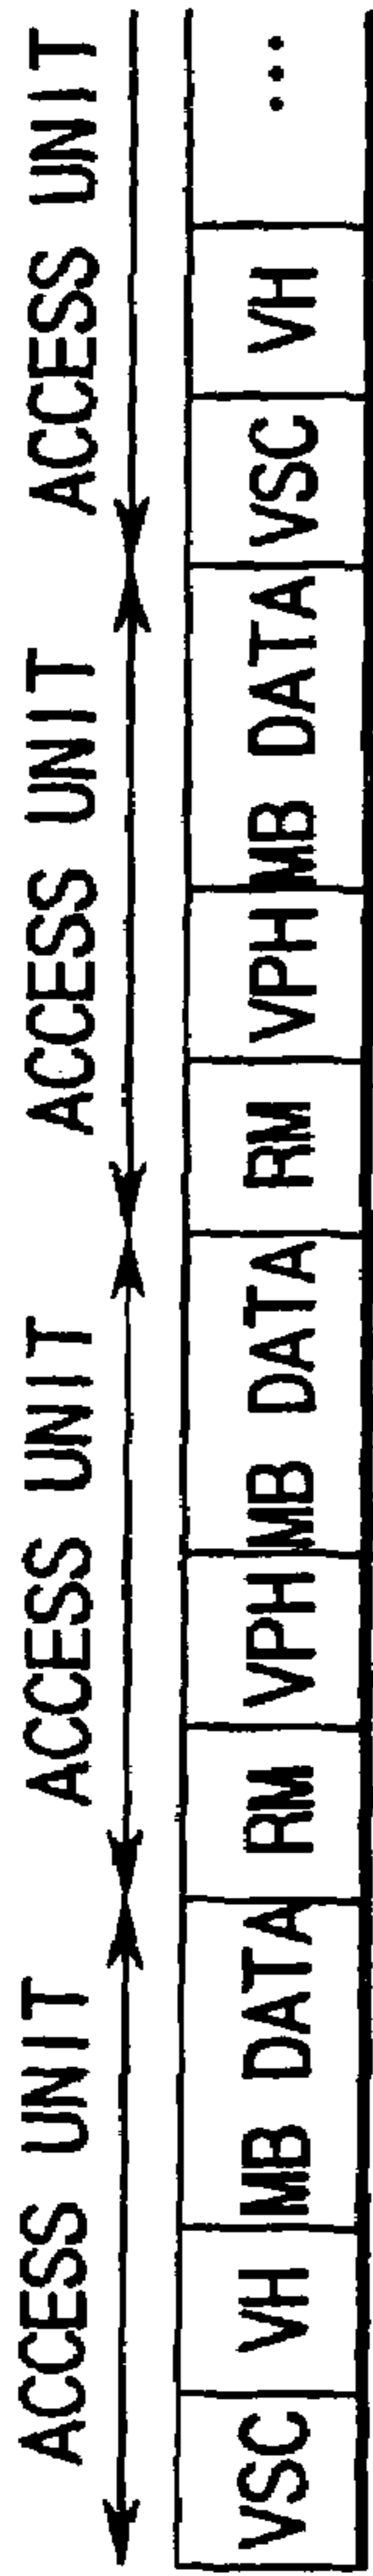 ACCESS UNIT ACCESS UNIT ACCESS UNIT ACCESS UNIT
VSC VH MB DATA RM VPH MB DATA RM VPH MB DATA VSC VH ...